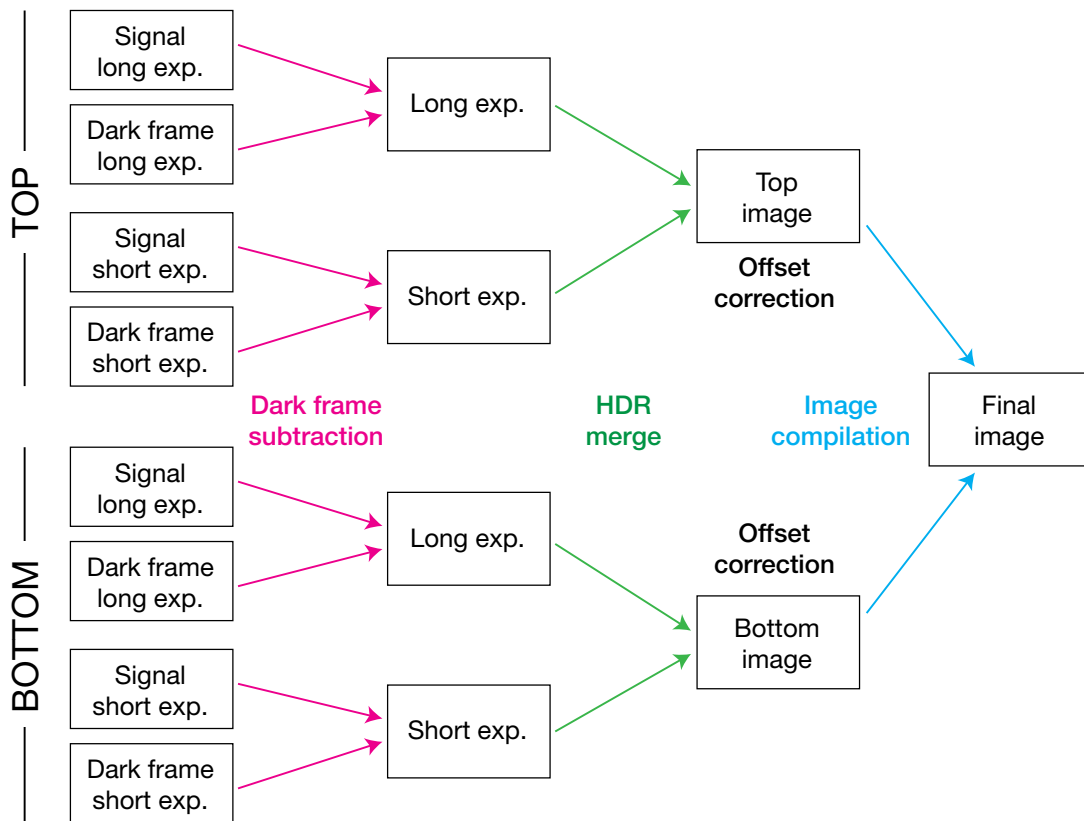 TOP
Signal
long exp.
Dark frame
long exp.
Signal
short exp.
Dark frame
short exp.
Long exp.
Short exp.
Top
image
Offset
correction
Dark frame
subtraction
HDR
merge
Image
compilation
Final
image
BOTTOM
Signal
long exp.
Dark frame
long exp.
Signal
short exp.
Dark frame
short exp.
Long exp.
Short exp.
Offset
correction
Bottom
image